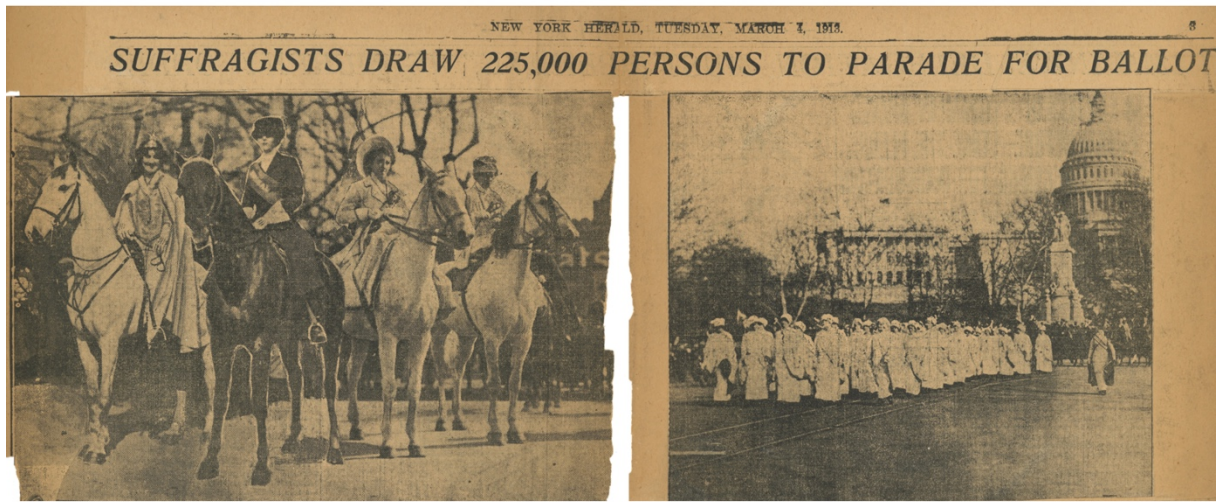 NEW YORK HERALD, TUESDAY, MARCH 4, 1913.
SUFFRAGISTS DRAW 225,000 PERSONS TO PARADE FOR BALLOT